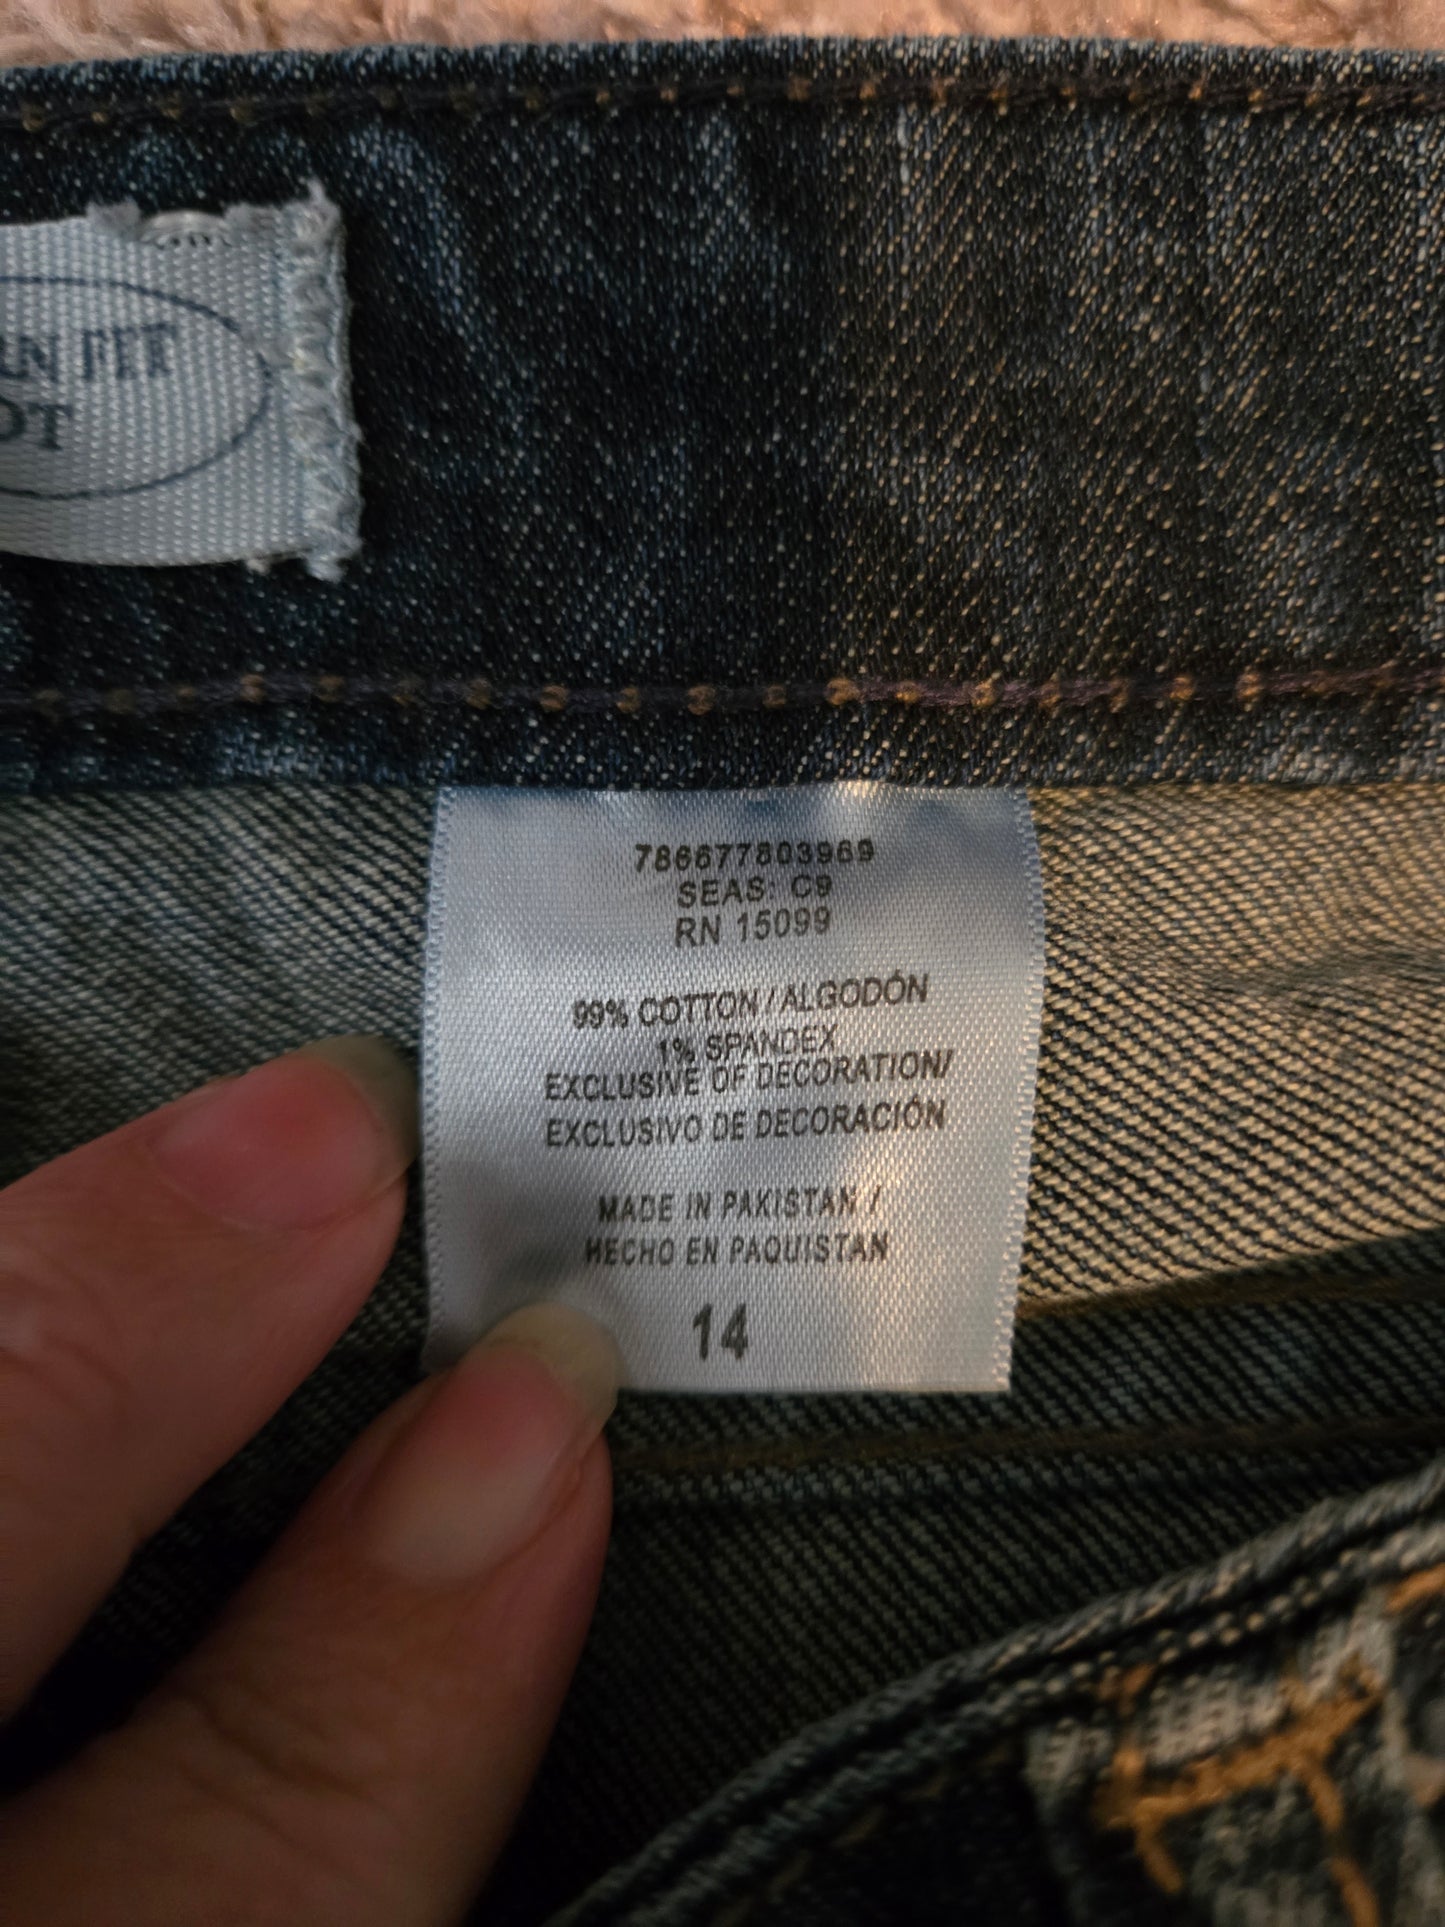 FIT
786677803969
SEAS: C9
RN 15099
99% COTTON / ALGODÓN
1% SPANDEX
EXCLUSIVE OF DECORATION/
EXCLUSIVO DE DECORACIÓN
MADE IN PAKISTAN /
HECHO EN PAQUISTAN
14